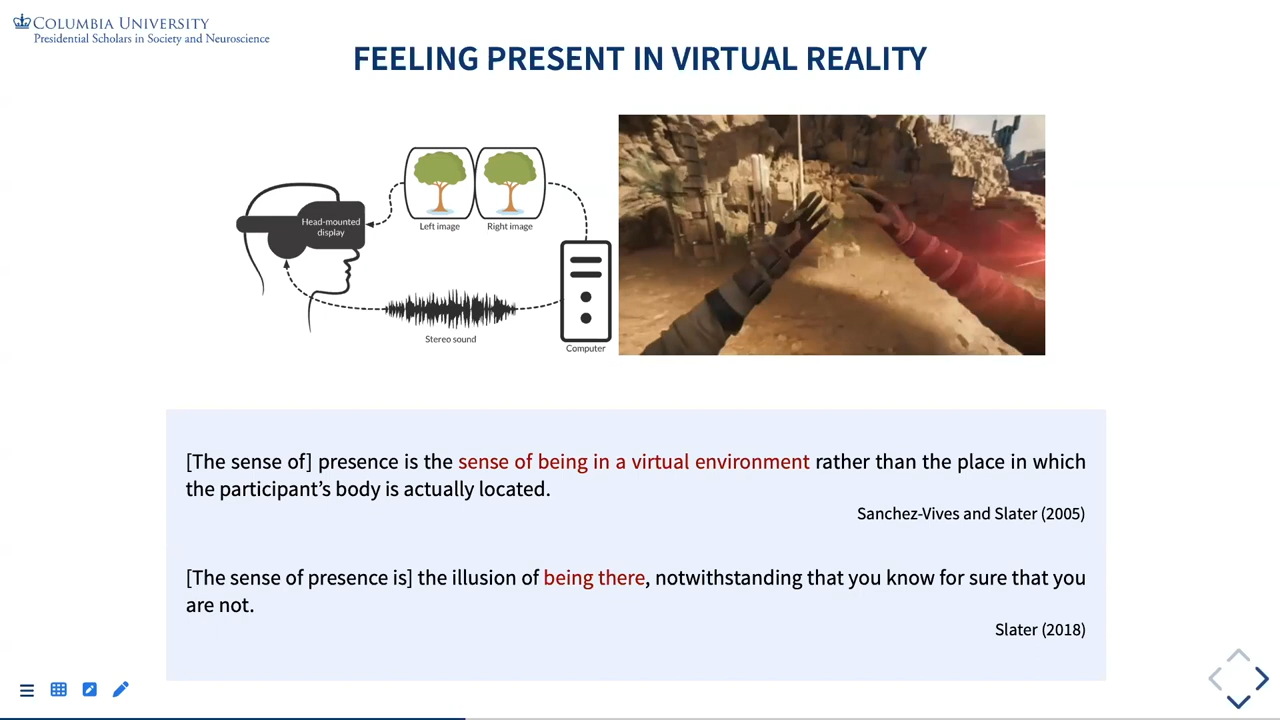 COLUMBIA UNIVERSITY
Presidential Scholars in Society and Neuroscience
FEELING PRESENT IN VIRTUAL REALITY
Head-mounted
display
Left image
Right image
Stereo sound
Computer
[The sense of] presence is the sense of being in a virtual environment rather than the place in which
the participant’s body is actually located.
Sanchez-Vives and Slater (2005)
[The sense of presence is] the illusion of being there, notwithstanding that you know for sure that you
are not.
Slater (2018)